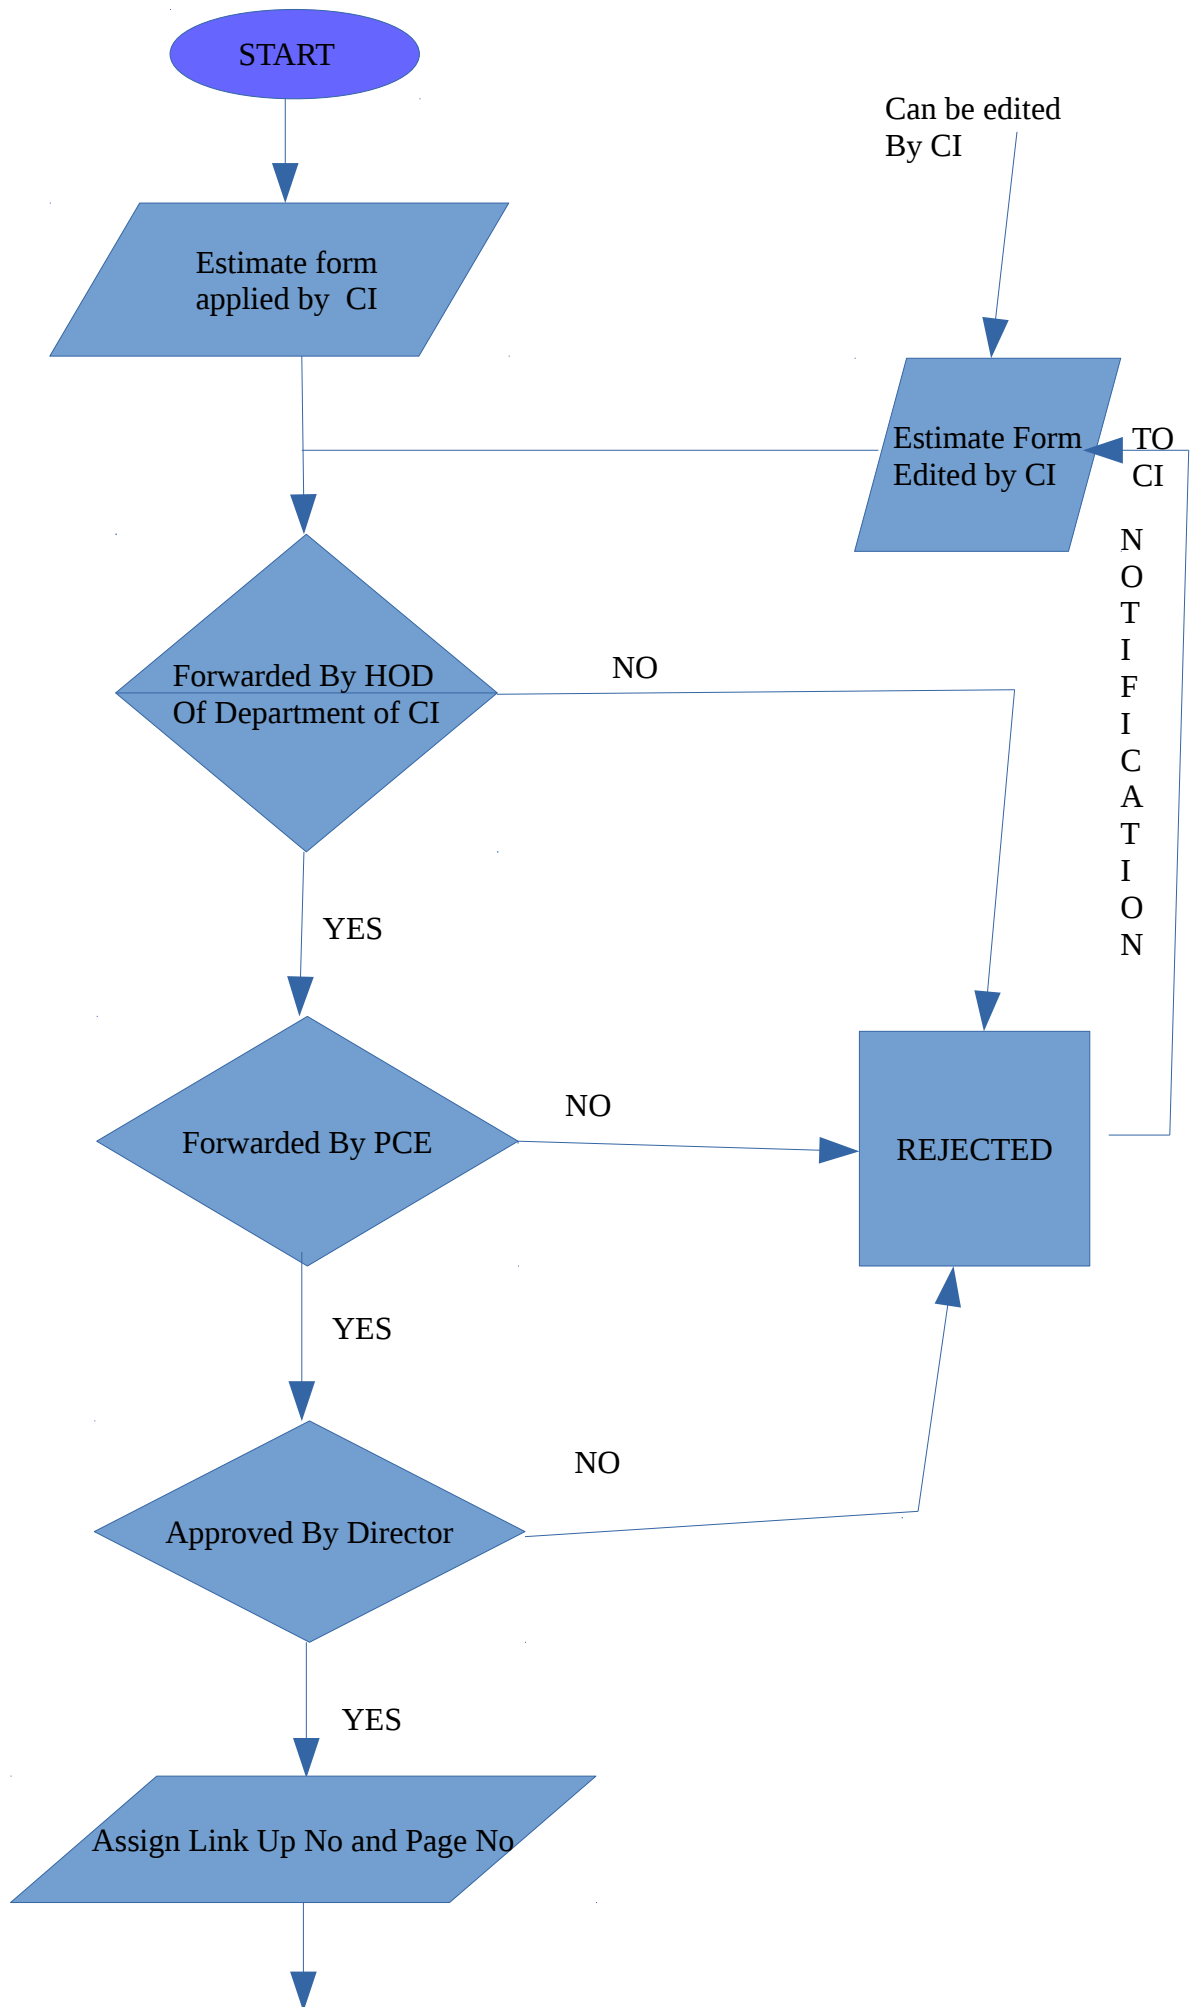 START
Can be edited
By CI
Estimate form
applied by  CI
Estimate Form
Edited by CI
TO
CI
N
O
T
I
F
I
C
A
T
I
O
N
Forwarded By HOD
Of Department of CI
NO
YES
Forwarded By PCE
NO
REJECTED
YES
Approved By Director
NO
YES
Assign Link Up No and Page No